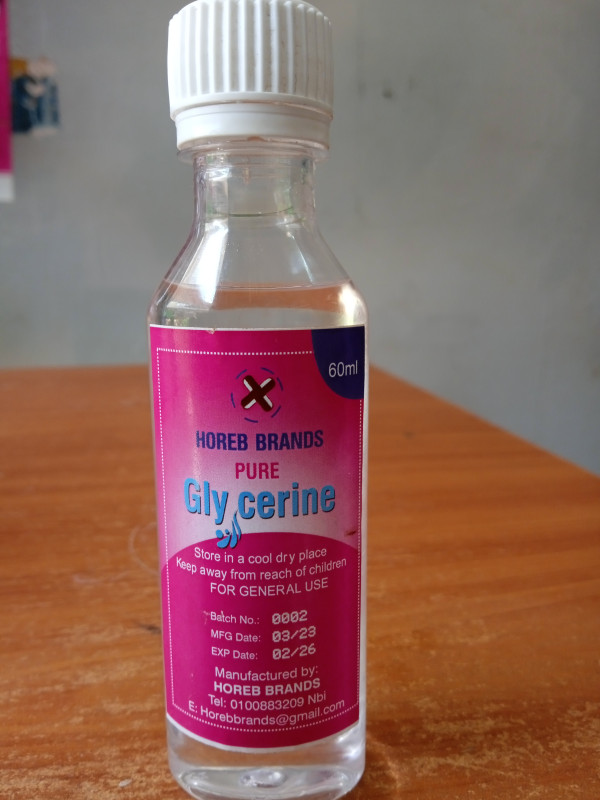 60ml
HOREB BRANDS
PURE
Glycerine
Store in a cool dry place
Keep away from reach of children
FOR GENERAL USE
Batch No.: 0002
MFG Date: 03/23
EXP Date: 02/26
Manufactured by:
HOREB BRANDS
Tel: 0100883209 Nbi
E: Horebbrands@gmail.com